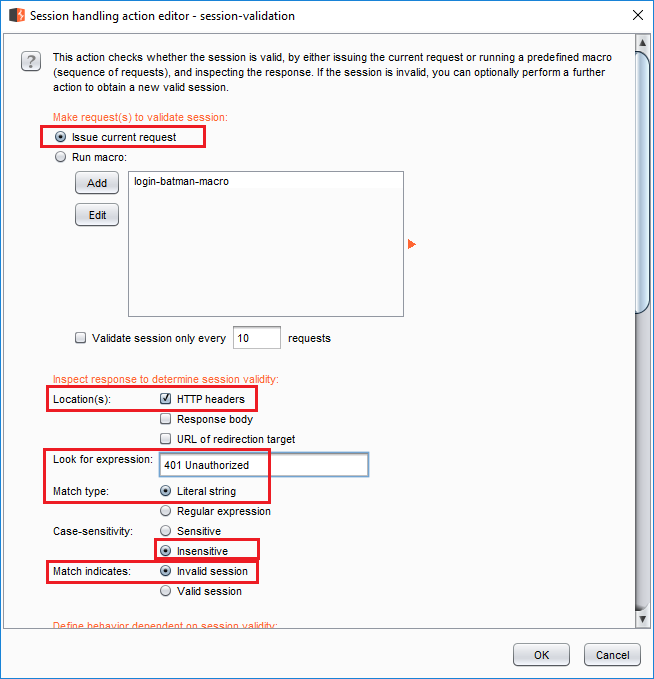 Session handling action editor - session-validation
?
This action checks whether the session is valid, by either issuing the current request or running a predefined macro
(sequence of requests), and inspecting the response. If the session is invalid, you can optionally perform a further
action to obtain a new valid session.
Make request(s) to validate session:
Issue current request
Run macro:
Add
login-batman-macro
Edit
Validate session only every 10 requests
Inspect response to determine session validity:
Location(s): HTTP headers
Response body
URL of redirection target
Look for expression: 401 Unauthorized
Match type: Literal string
Regular expression
Case-sensitivity: Sensitive
Insensitive
Match indicates: Invalid session
Valid session
Define behavior dependent on session validity:
OK Cancel